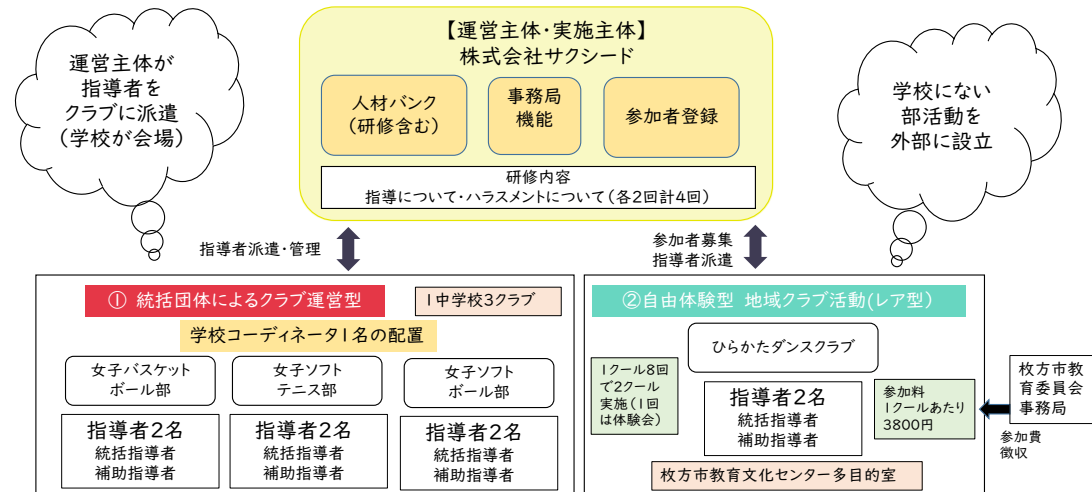 運営主体が
指導者を
クラブに派遣
(学校が会場)
【運営主体・実施主体】
株式会社サクシード
人材バンク
(研修含む)
事務局
機能
参加者登録
研修内容
指導について・ハラスメントについて(各2回計4回)
学校にない
部活動を
外部に設立
指導者派遣・管理
参加者募集
指導者派遣
① 統括団体によるクラブ運営型
1中学校3クラブ
学校コーディネータ1名の配置
女子バスケット
ボール部
女子ソフト
テニス部
女子ソフト
ボール部
指導者2名
統括指導者
補助指導者
指導者2名
統括指導者
補助指導者
指導者2名
統括指導者
補助指導者
②自由体験型 地域クラブ活動(レア型)
ひらかたダンスクラブ
1クール8回
で2クール
実施(1回
は体験会)
指導者2名
統括指導者
補助指導者
参加料
1クールあたり
3800円
枚方市教育文化センター多目的室
枚方市教
育委員会
事務局
参加費
徴収